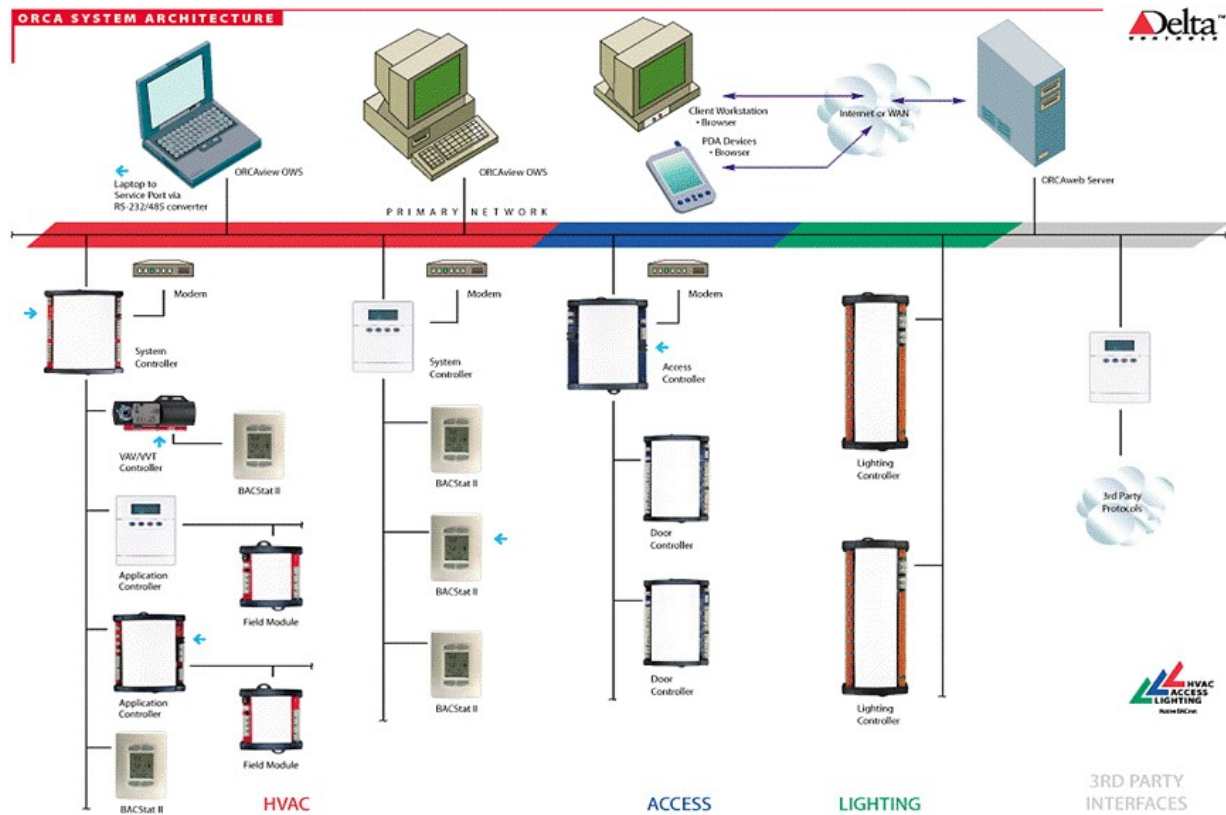 ORCA SYSTEM ARCHITECTURE
Delta™
CONTROLS
Client Workstation
• Browser
Internet or WAN
PDA Devices
• Browser
ORCAview OWS
ORCAview OWS
ORCAweb Server
Laptop to
Service Port via
RS-232/485 converter
PRIMARY NETWORK
Modem
Modem
Modem
System
Controller
System
Controller
Access
Controller
VAV/VVT
Controller
BACStat II
BACStat II
Lighting
Controller
3rd Party
Protocols
Door
Controller
Application
Controller
BACStat II
Field Module
Door
Controller
Application
Controller
BACStat II
Lighting
Controller
Field Module
BACStat II
HVAC
ACCESS
LIGHTING
Native BACnet
HVAC
ACCESS
LIGHTING
3RD PARTY
INTERFACES